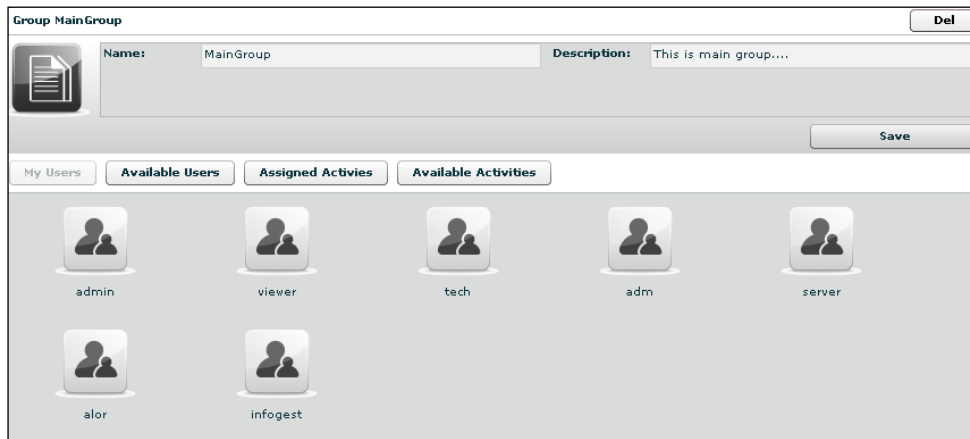 Group MainGroup Del
Name: MainGroup Description: This is main group....
Save
My Users Available Users Assigned Activies Available Activities
admin viewer tech adm server
alor infogest